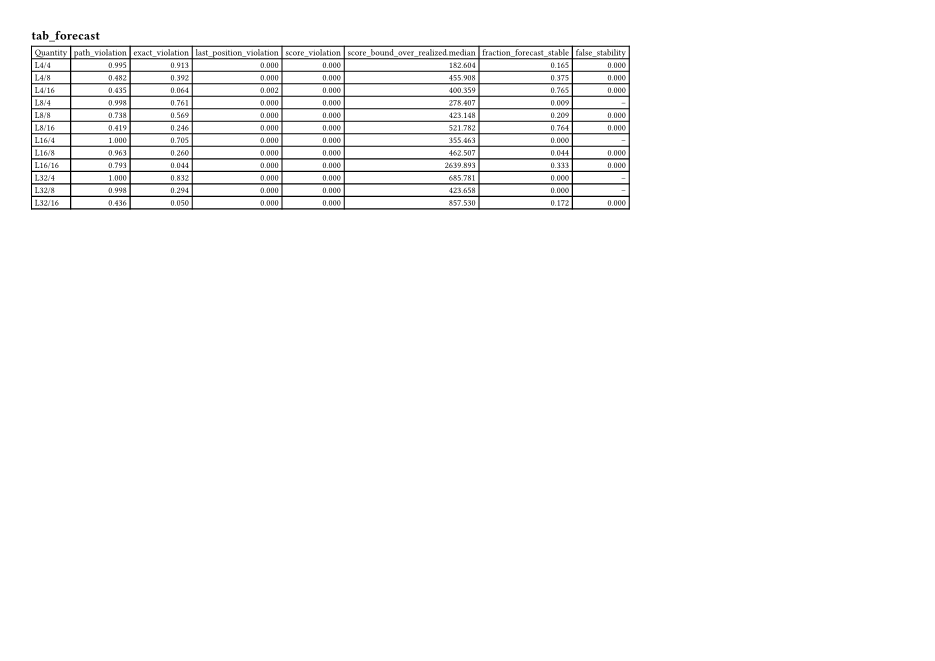 tab_forecast
Quantity path_violation exact_violation last_position_violation score_violation score_bound_over_realized.median fraction_forecast_stable false_stability
L4/4 0.995 0.913 0.000 0.000 182.604 0.165 0.000
L4/8 0.482 0.392 0.000 0.000 455.908 0.375 0.000
L4/16 0.435 0.064 0.002 0.000 400.359 0.765 0.000
L8/4 0.998 0.761 0.000 0.000 278.407 0.009 –
L8/8 0.738 0.569 0.000 0.000 423.148 0.209 0.000
L8/16 0.419 0.246 0.000 0.000 521.782 0.764 0.000
L16/4 1.000 0.705 0.000 0.000 355.463 0.000 –
L16/8 0.963 0.260 0.000 0.000 462.507 0.044 0.000
L16/16 0.793 0.044 0.000 0.000 2639.893 0.333 0.000
L32/4 1.000 0.832 0.000 0.000 685.781 0.000 –
L32/8 0.998 0.294 0.000 0.000 423.658 0.000 –
L32/16 0.436 0.050 0.000 0.000 857.530 0.172 0.000